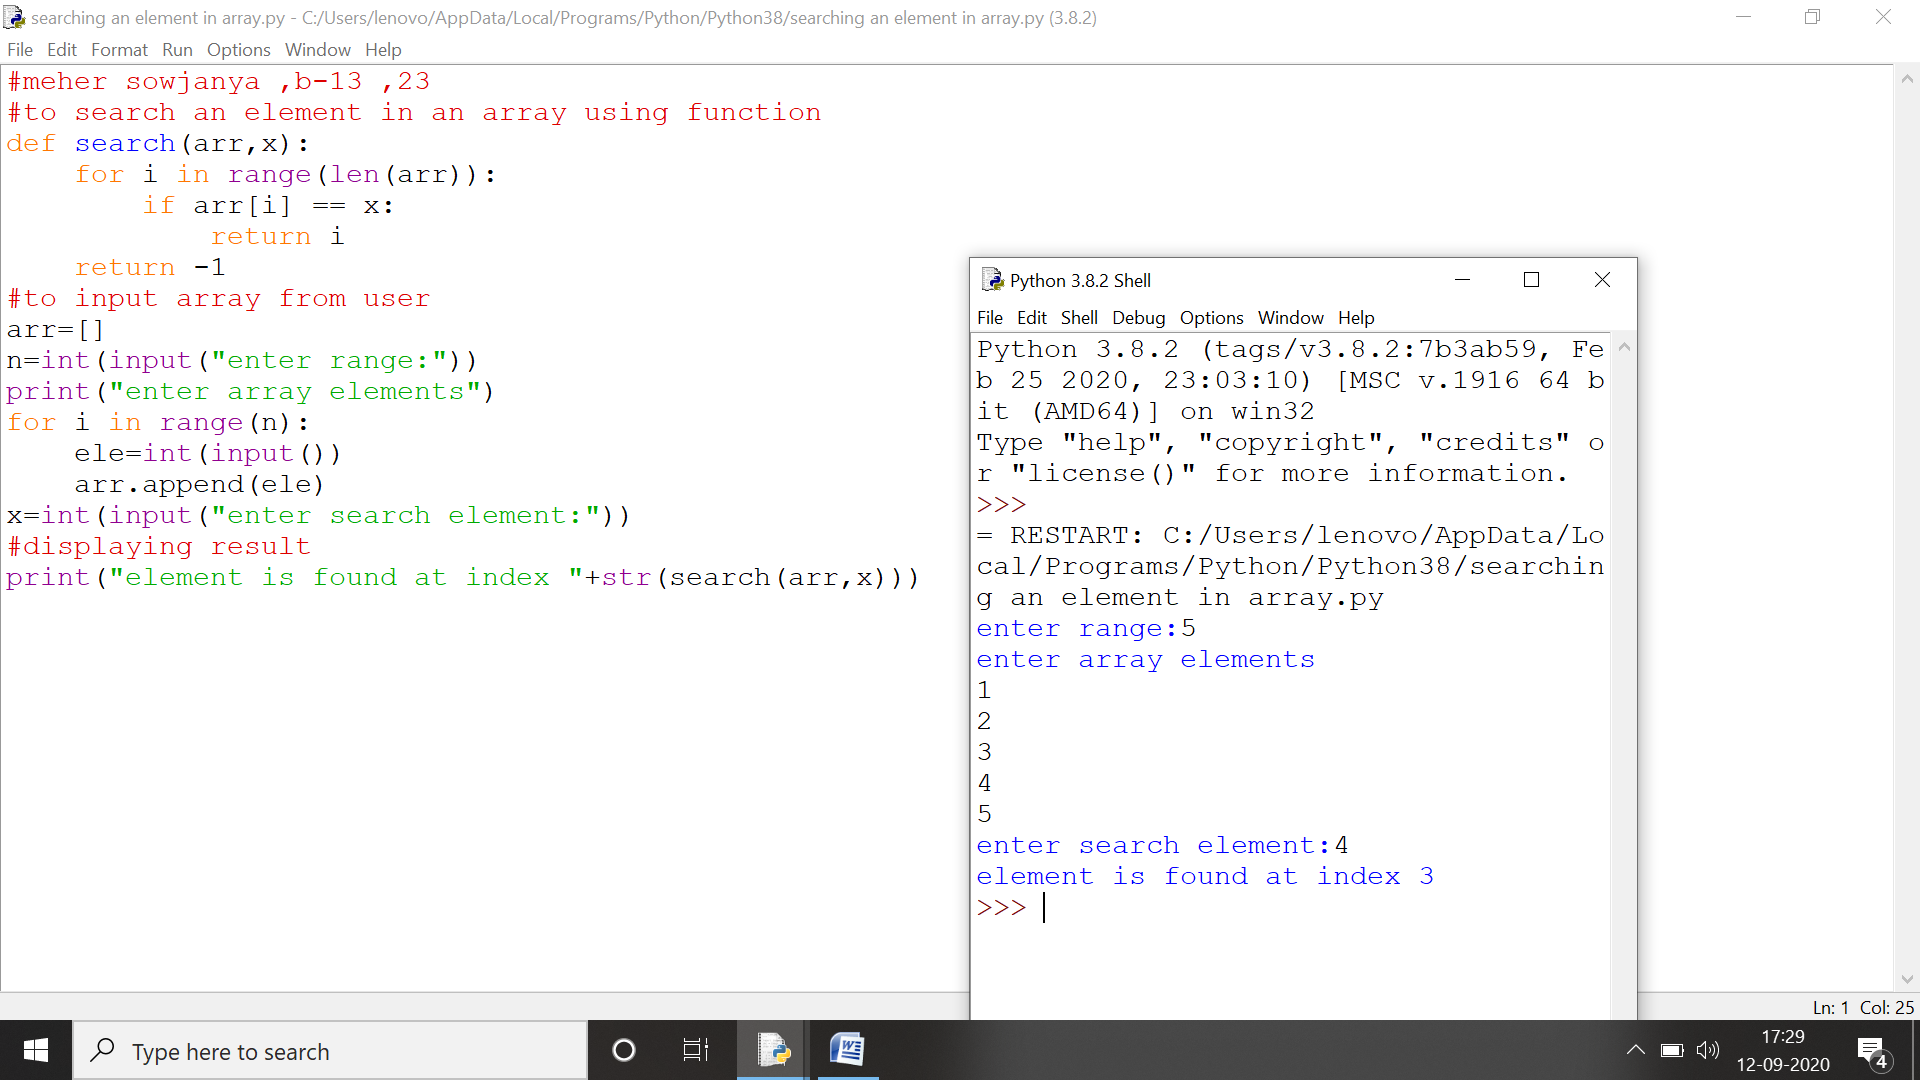 searching an element in array.py - C:/Users/lenovo/AppData/Local/Programs/Python/Python38/searching an element in array.py (3.8.2)
File Edit Format Run Options Window Help
#meher sowjanya ,b-13 ,23
#to search an element in an array using function
def search(arr,x):
    for i in range(len(arr)):
        if arr[i] == x:
            return i
    return -1
#to input array from user
arr=[]
n=int(input("enter range:"))
print("enter array elements")
for i in range(n):
    ele=int(input())
    arr.append(ele)
x=int(input("enter search element:"))
#displaying result
print("element is found at index "+str(search(arr,x)))
Python 3.8.2 Shell
File Edit Shell Debug Options Window Help
Python 3.8.2 (tags/v3.8.2:7b3ab59, Fe
b 25 2020, 23:03:10) [MSC v.1916 64 b
it (AMD64)] on win32
Type "help", "copyright", "credits" o
r "license()" for more information.
>>>
= RESTART: C:/Users/lenovo/AppData/Lo
cal/Programs/Python/Python38/searchin
g an element in array.py
enter range:5
enter array elements
1
2
3
4
5
enter search element:4
element is found at index 3
>>>
Ln: 1 Col: 25
Type here to search
17:29
12-09-2020
4